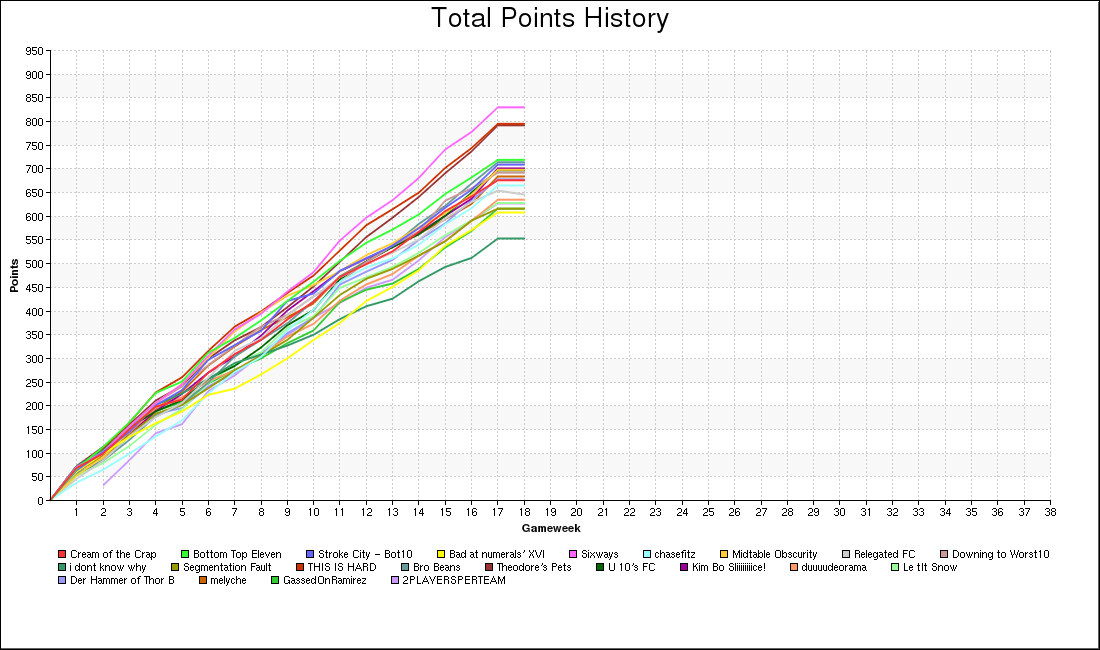 Total Points History
950
900
850
800
750
700
650
600
550
500
450
400
350
300
250
200
150
100
50
0
Points
1 2 3 4 5 6 7 8 9 10 11 12 13 14 15 16 17 18 19 20 21 22 23 24 25 26 27 28 29 30 31 32 33 34 35 36 37 38
Gameweek
Cream of the Crap Bottom Top Eleven Stroke City - Bot10 Bad at numerals' XVI Sixways chasefitz Midtable Obscurity Relegated FC Downing to Worst10
i dont know why Segmentation Fault THIS IS HARD Bro Beans Theodore's Pets U 10's FC Kim Bo Sliiiiiiiice! duuuudeorama Le tIt Snow
Der Hammer of Thor B melyche GassedOnRamirez 2PLAYERSPERTEAM